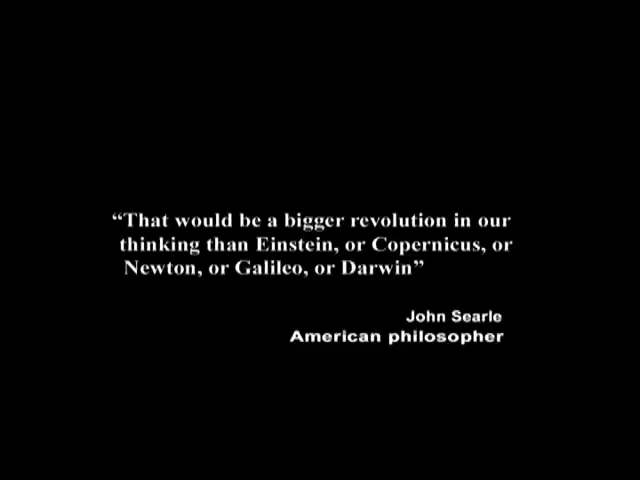 “That would be a bigger revolution in our
thinking than Einstein, or Copernicus, or
Newton, or Galileo, or Darwin”
John Searle
American philosopher